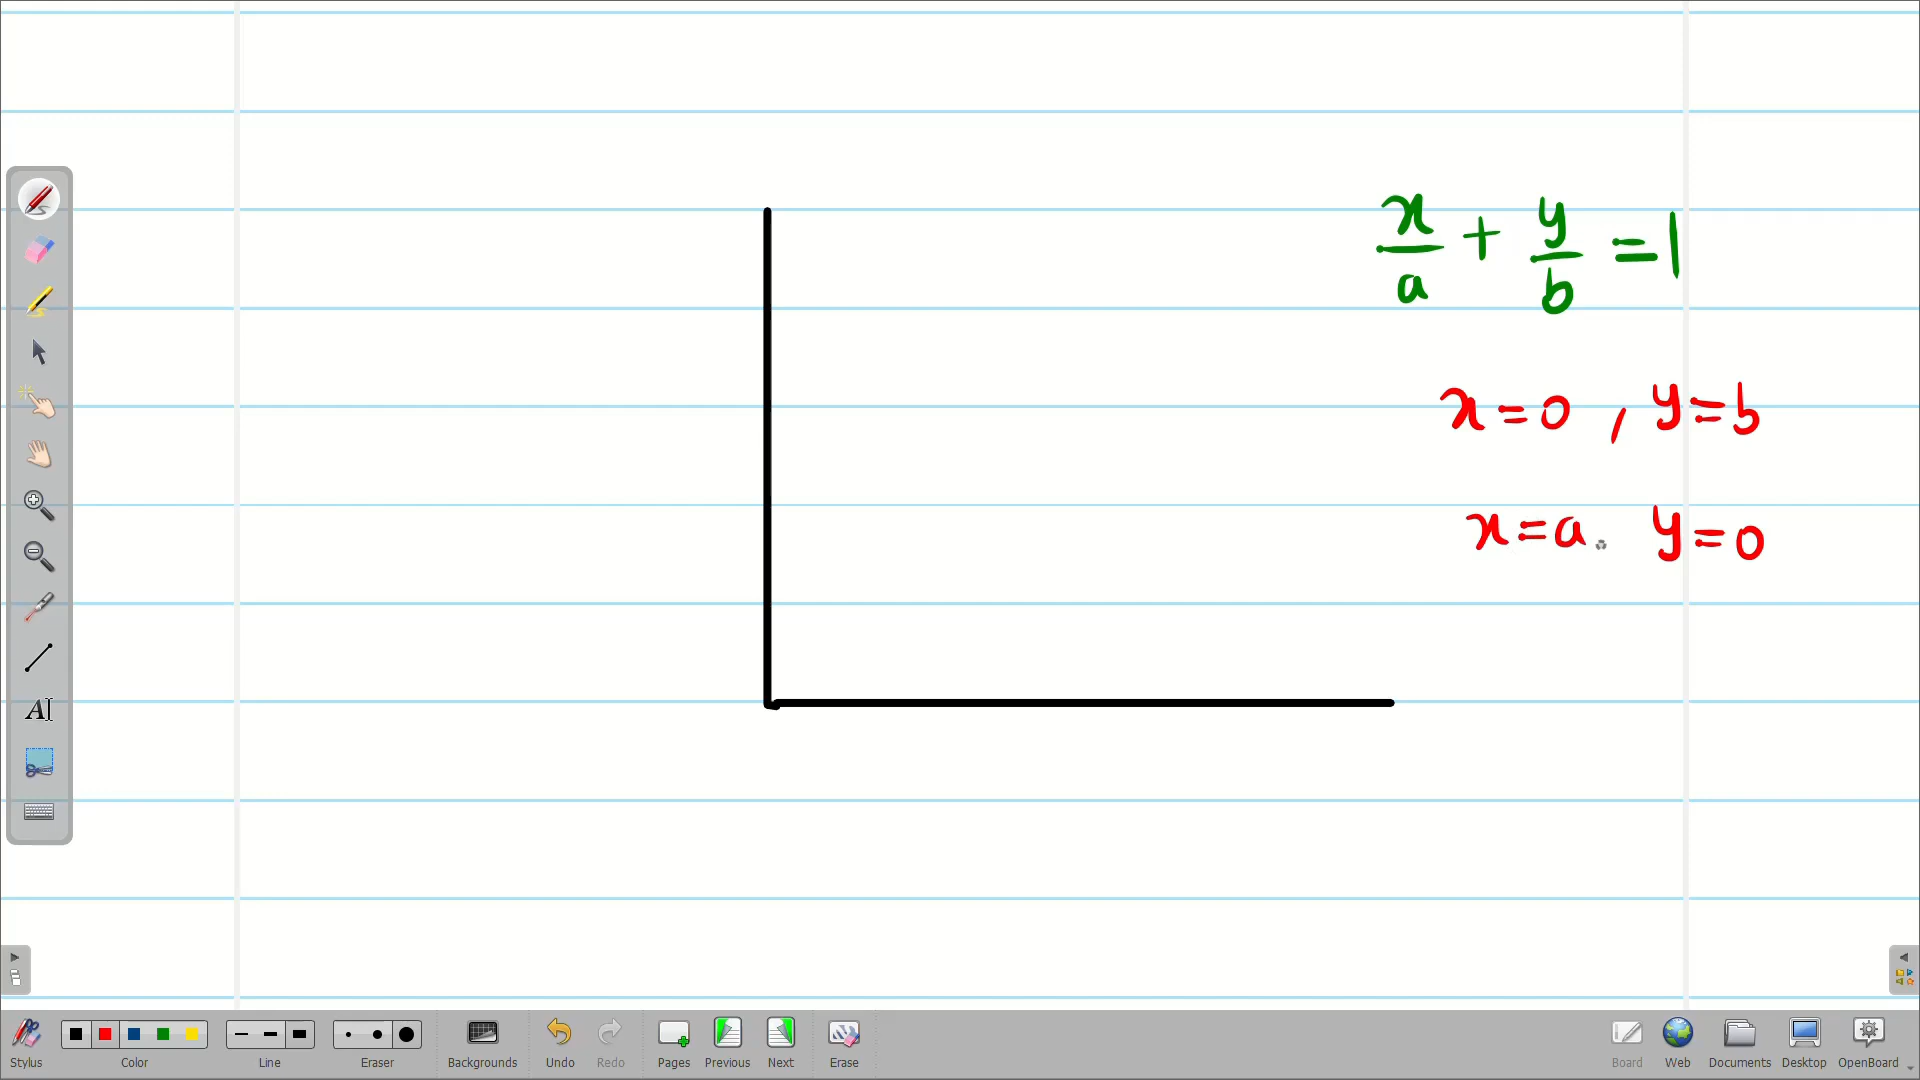 x/a + y/b = 1
x = 0 , y = b
x = a . y = 0
A
Stylus Color Line Eraser Backgrounds Undo Redo Pages Previous Next Erase Board Web Documents Desktop OpenBoard